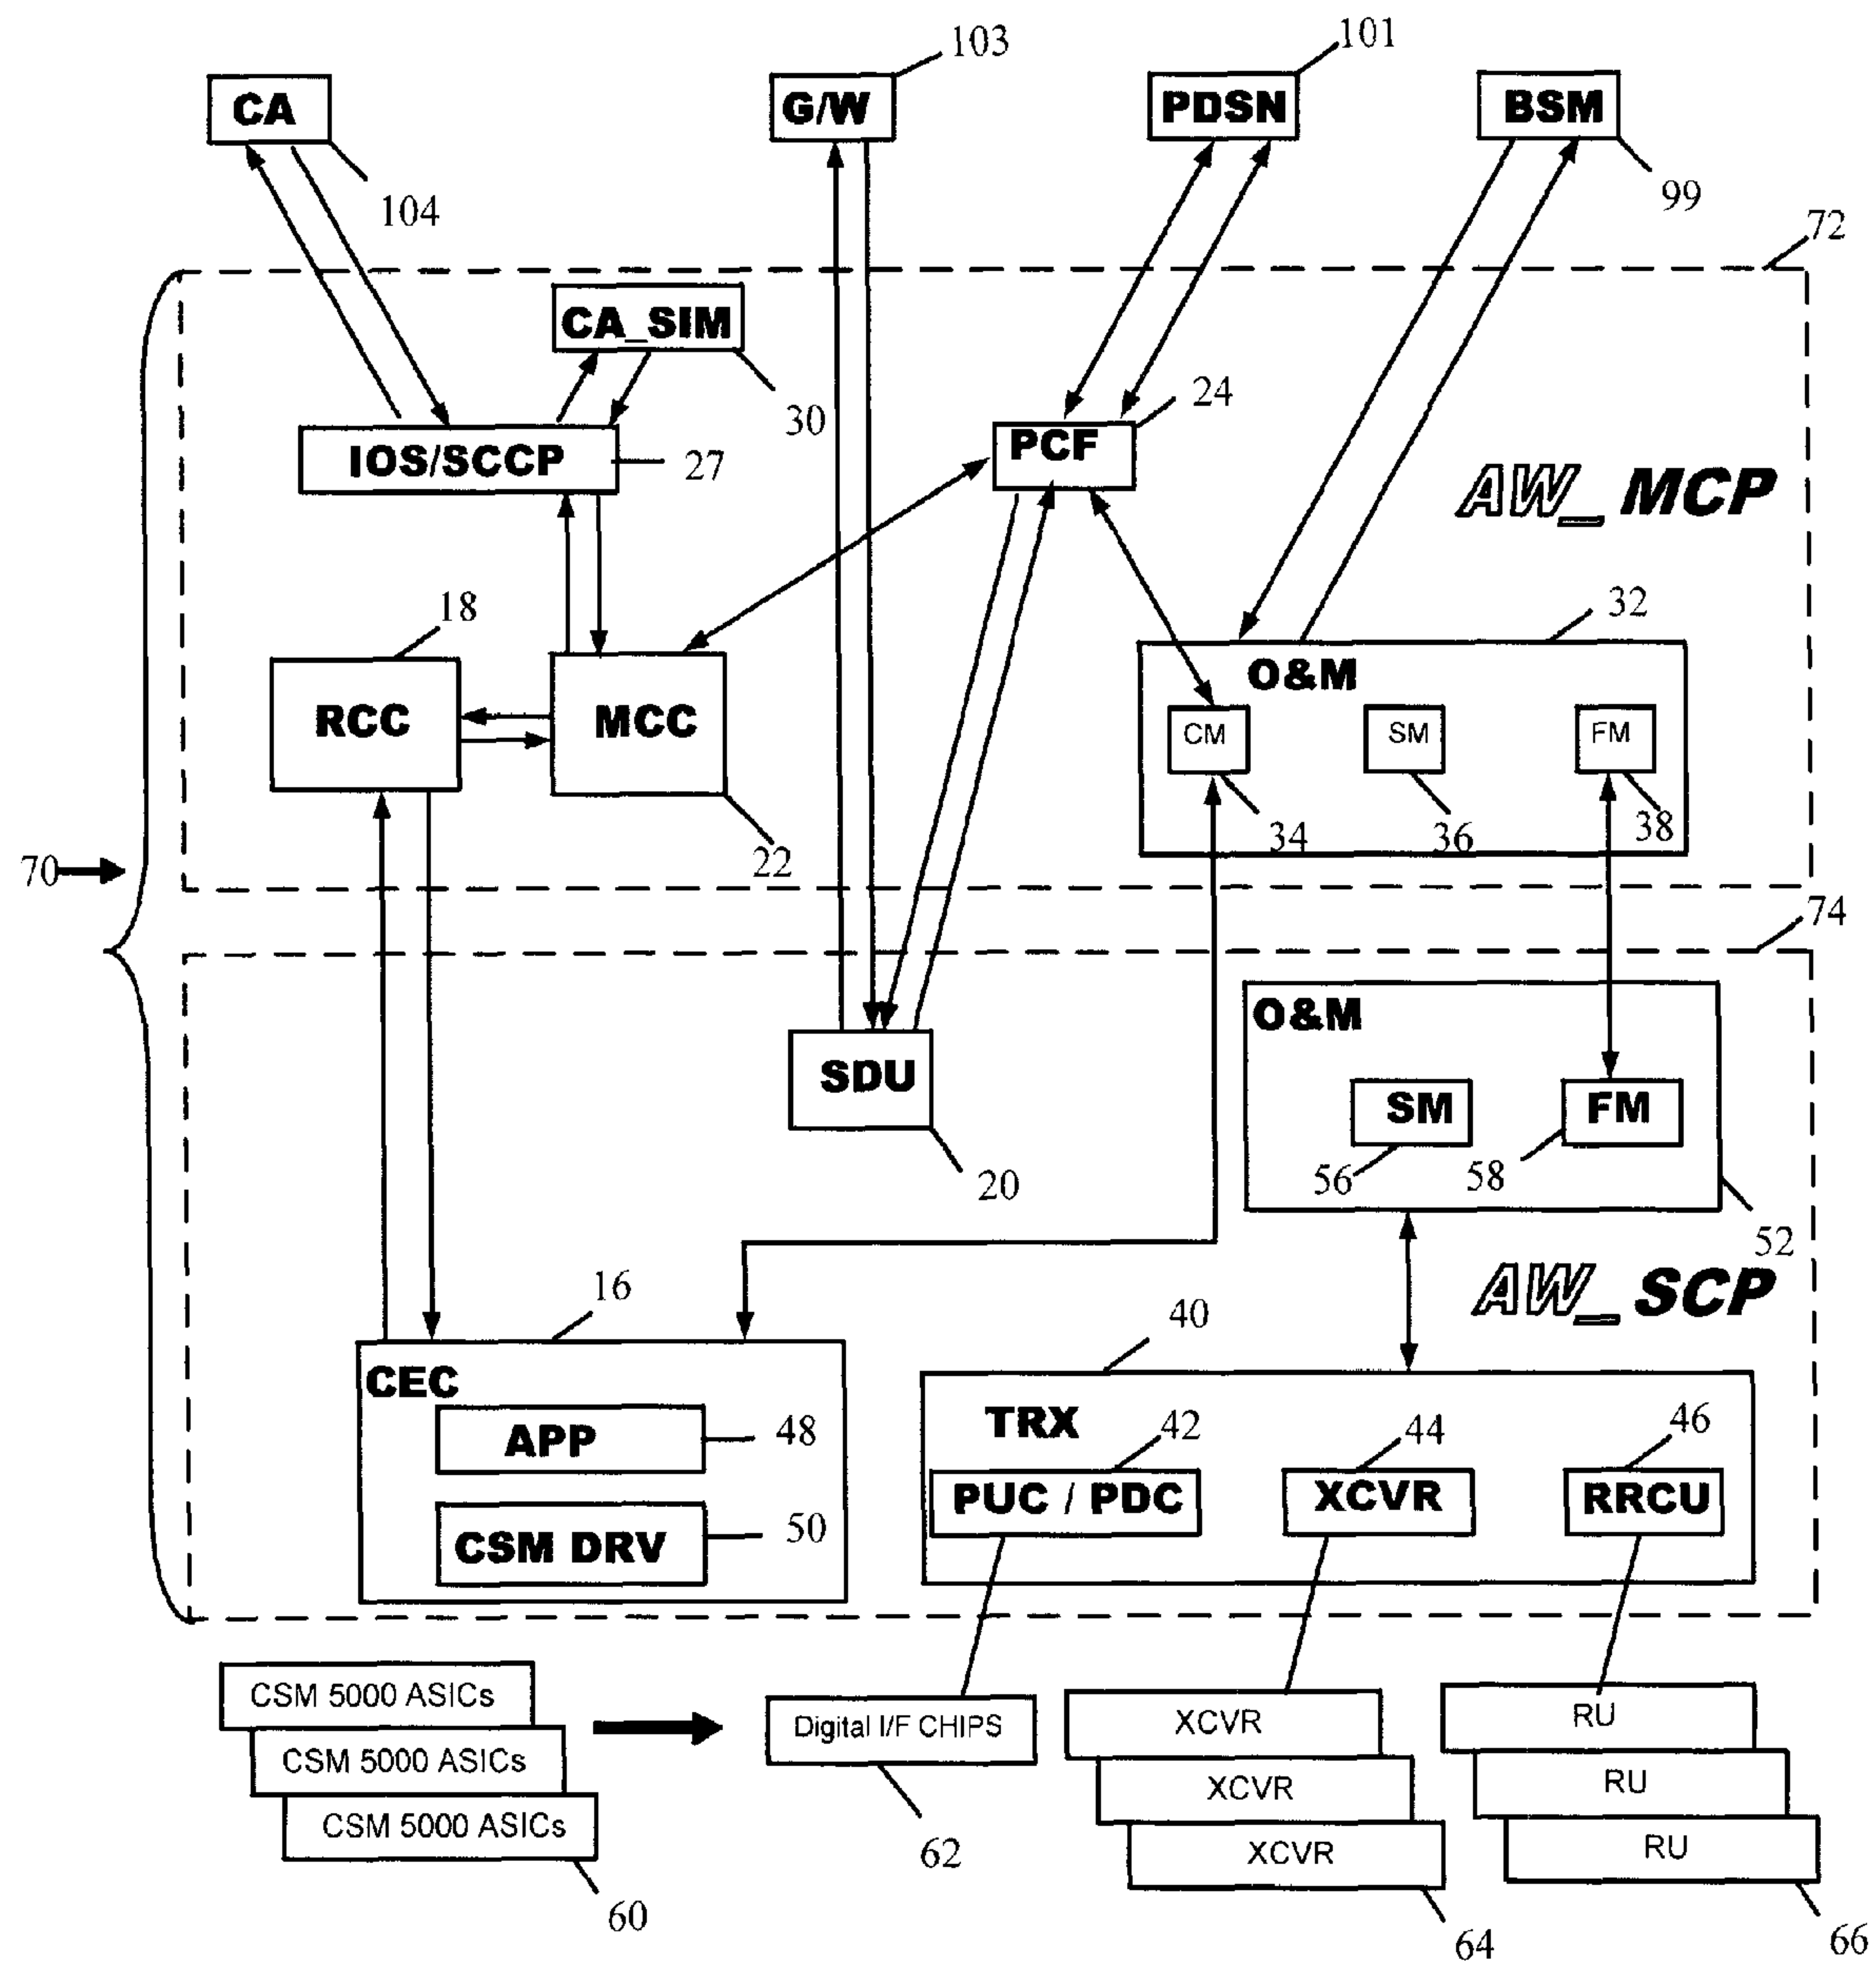 103
101
CA
G/W
PDSN
BSM
104
99
72
CA_SIM
30
24
IOS/SCCP
27
PCF
AW_MCP
18
32
RCC
MCC
O&M
CM
SM
FM
34
36
38
22
70
74
O&M
SDU
SM
FM
20
56
58
52
16
AW_SCP
40
CEC
APP
48
TRX
42
44
46
PUC / PDC
XCVR
RRCU
CSM DRV
50
CSM 5000 ASICs
CSM 5000 ASICs
CSM 5000 ASICs
60
Digital I/F CHIPS
62
XCVR
XCVR
XCVR
64
RU
RU
RU
66